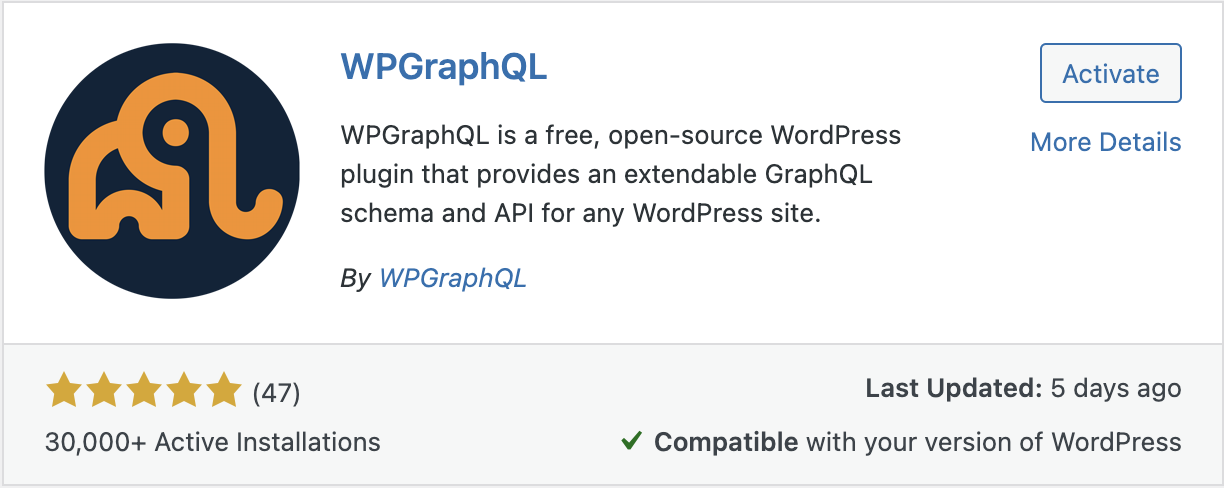 WPGraphQL
Activate
WPGraphQL is a free, open-source WordPress
More Details
plugin that provides an extendable GraphQL
schema and API for any WordPress site.
By WPGraphQL
(47)
Last Updated: 5 days ago
30,000+ Active Installations
Compatible with your version of WordPress